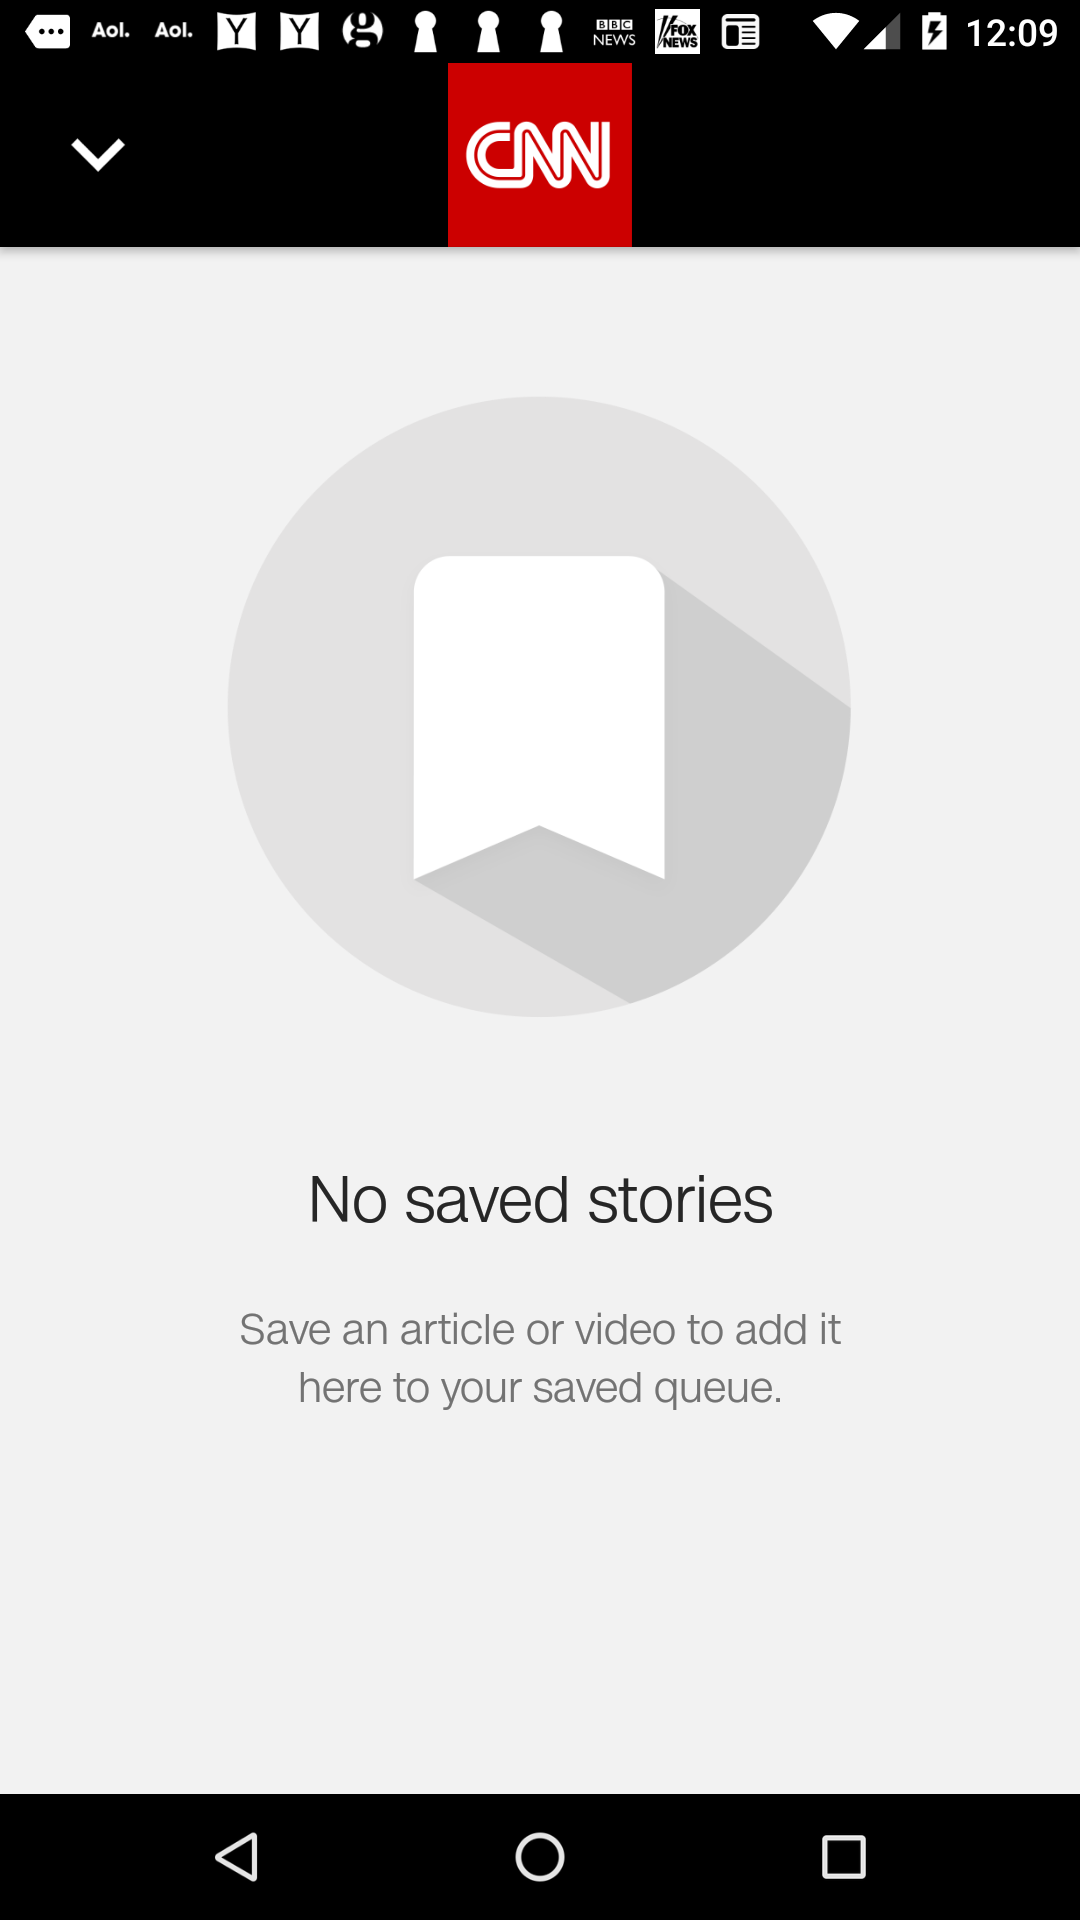 Aol. Aol. Y Y g BBC NEWS FOX NEWS 12:09
CNN
No saved stories
Save an article or video to add it
here to your saved queue.